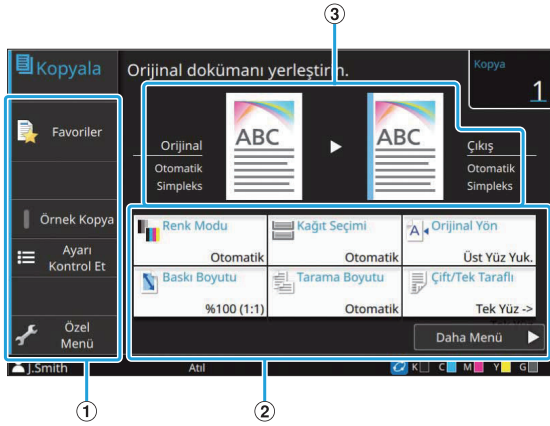 3
Kopyala
Orijinal dokümanı yerleştirin.
Kopya
1
Favoriler
Örnek Kopya
Ayarı
Kontrol Et
Özel
Menü
Orijinal
Otomatik
Simpleks
ABC
ABC
Çıkış
Otomatik
Simpleks
Renk Modu
Otomatik
Kağıt Seçimi
Otomatik
Orijinal Yön
A
Üst Yüz Yuk.
Baskı Boyutu
%100 (1:1)
Tarama Boyutu
Otomatik
Çift/Tek Taraflı
Tek Yüz ->
Daha Menü
J.Smith
Atıl
K C M Y G
1
2